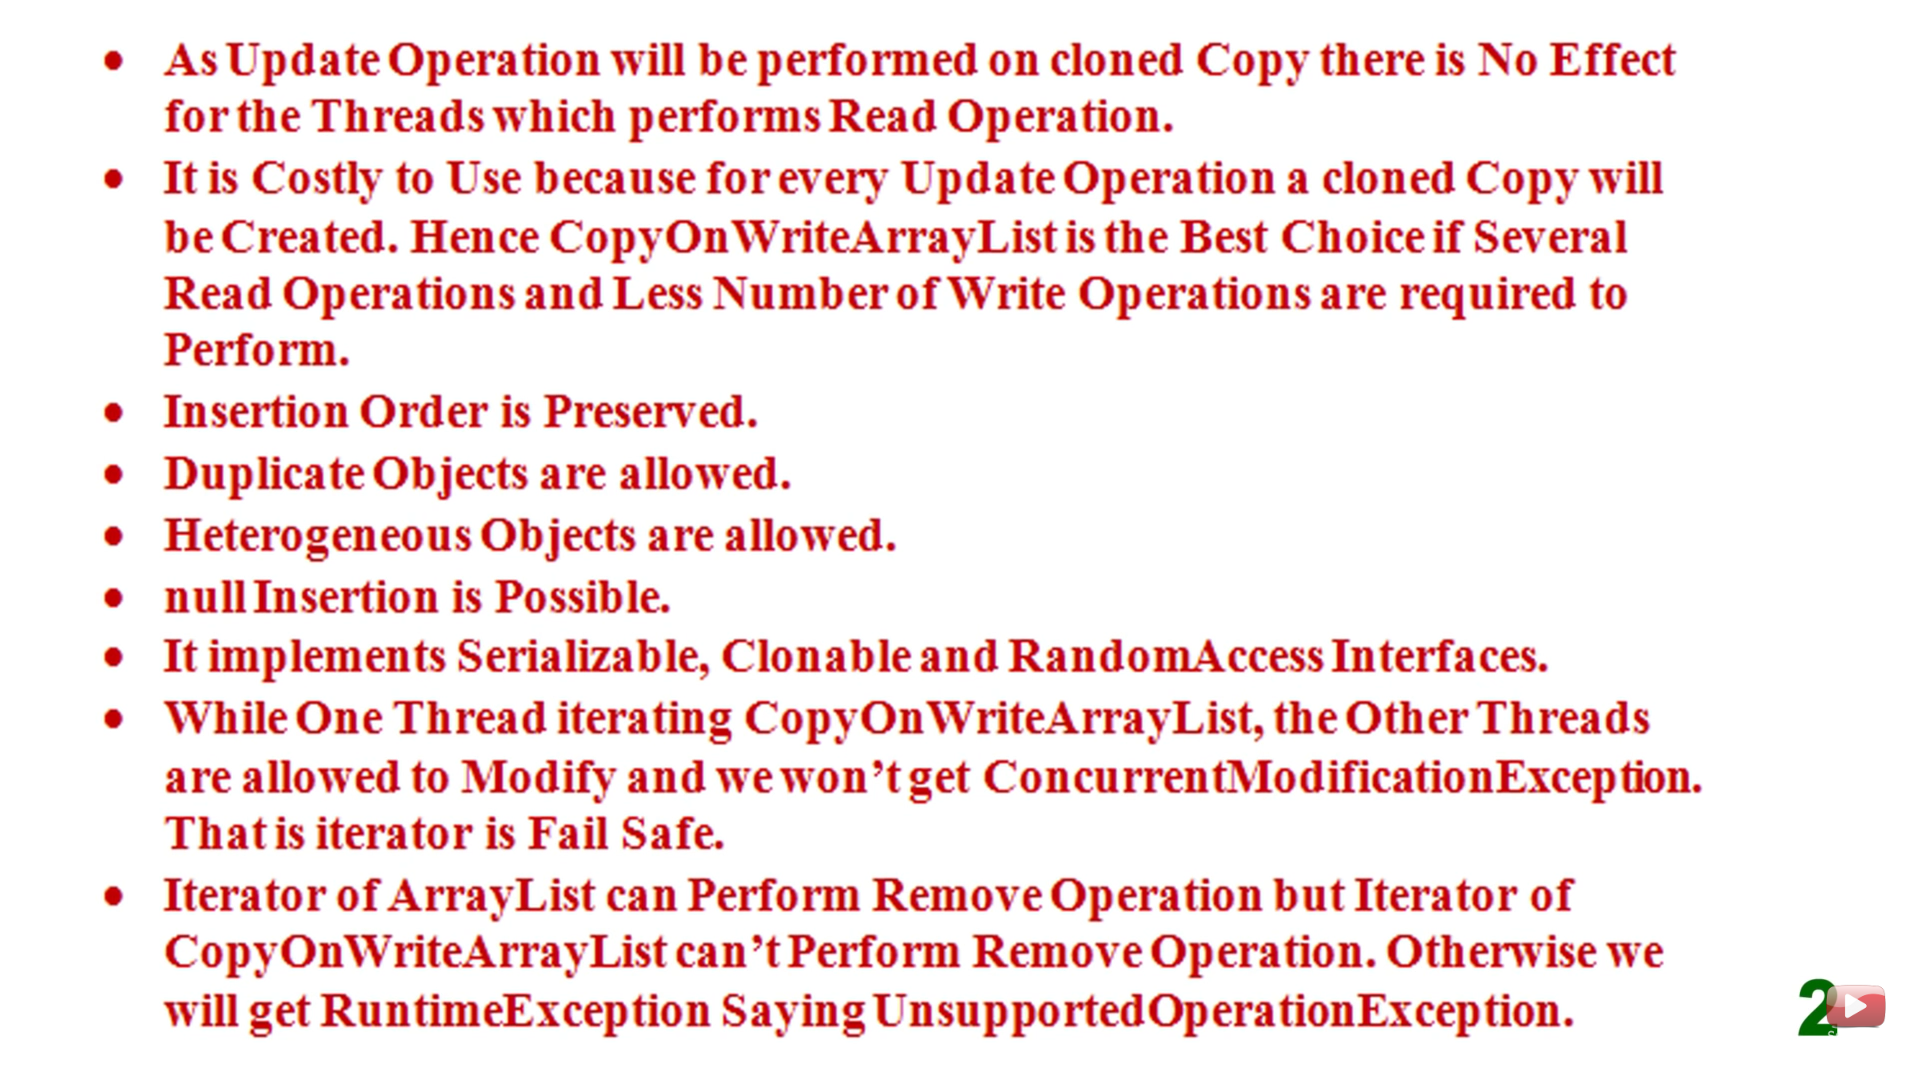 • As Update Operation will be performed on cloned Copy there is No Effect
for the Threads which performs Read Operation.
• It is Costly to Use because for every Update Operation a cloned Copy will
be Created. Hence CopyOnWriteArrayList is the Best Choice if Several
Read Operations and Less Number of Write Operations are required to
Perform.
• Insertion Order is Preserved.
• Duplicate Objects are allowed.
• Heterogeneous Objects are allowed.
• null Insertion is Possible.
• It implements Serializable, Clonable and RandomAccess Interfaces.
• While One Thread iterating CopyOnWriteArrayList, the Other Threads
are allowed to Modify and we won’t get ConcurrentModificationException.
That is iterator is Fail Safe.
• Iterator of ArrayList can Perform Remove Operation but Iterator of
CopyOnWriteArrayList can’t Perform Remove Operation. Otherwise we
will get RuntimeException Saying UnsupportedOperationException.
2